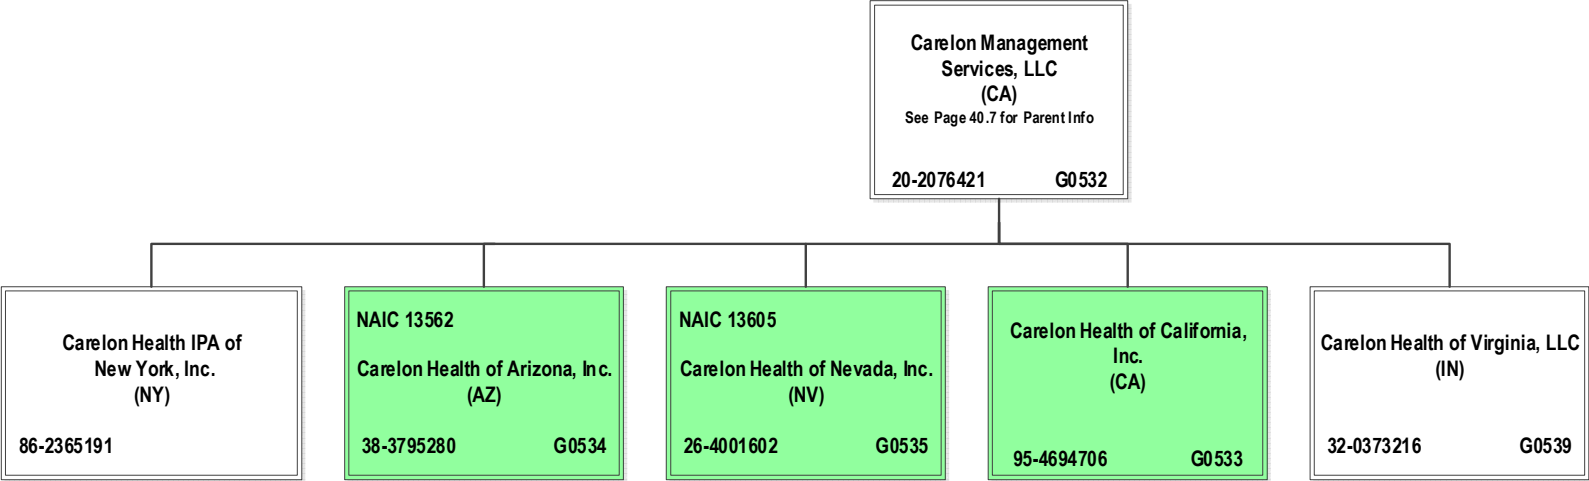 Carelon Management
Services, LLC
(CA)
See Page 40.7 for Parent Info
20-2076421 G0532
Carelon Health IPA of
New York, Inc.
(NY)
86-2365191
NAIC 13562
Carelon Health of Arizona, Inc.
(AZ)
38-3795280 G0534
NAIC 13605
Carelon Health of Nevada, Inc.
(NV)
26-4001602 G0535
Carelon Health of California,
Inc.
(CA)
95-4694706 G0533
Carelon Health of Virginia, LLC
(IN)
32-0373216 G0539